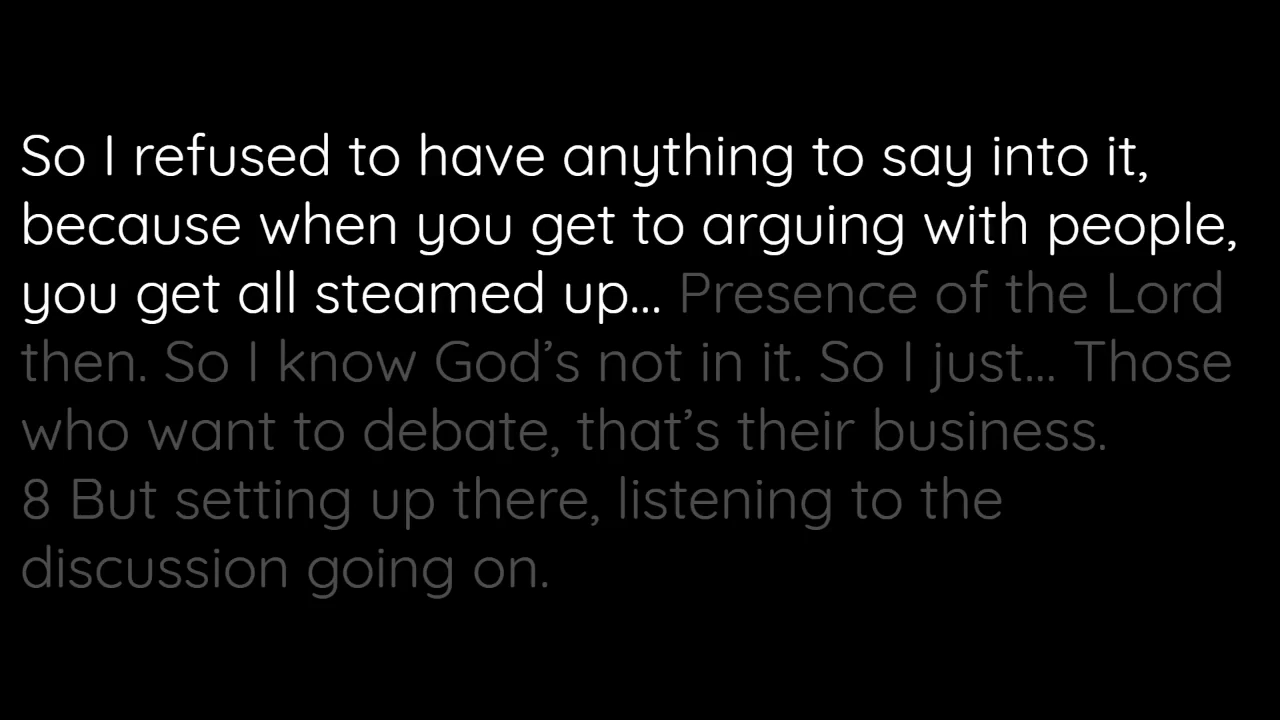 So I refused to have anything to say into it,
because when you get to arguing with people,
you get all steamed up... Presence of the Lord
then. So I know God’s not in it. So I just... Those
who want to debate, that’s their business.
8 But setting up there, listening to the
discussion going on.